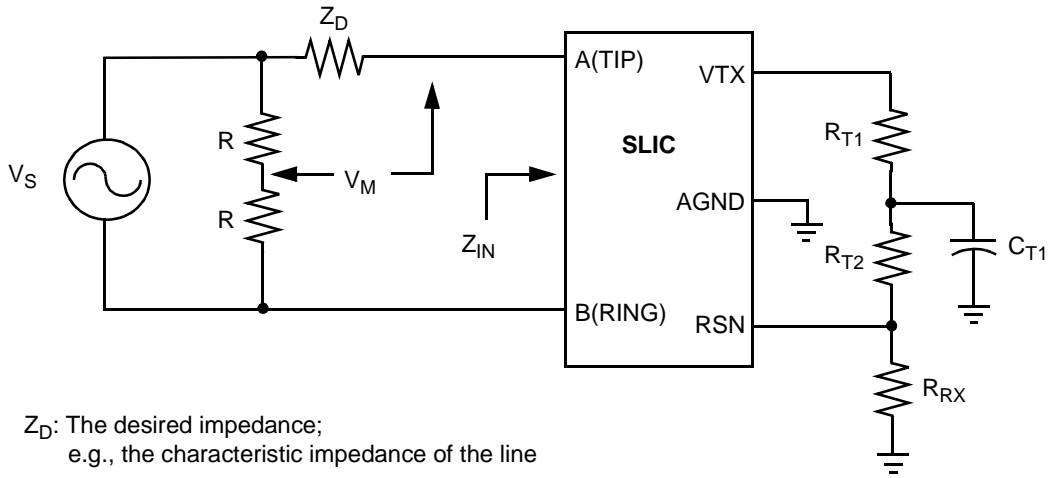 Z_D
A(TIP)
VTX
R
R_T1
SLIC
V_S
V_M
AGND
R
Z_IN
R_T2
C_T1
B(RING)
RSN
R_RX
Z_D: The desired impedance;
e.g., the characteristic impedance of the line